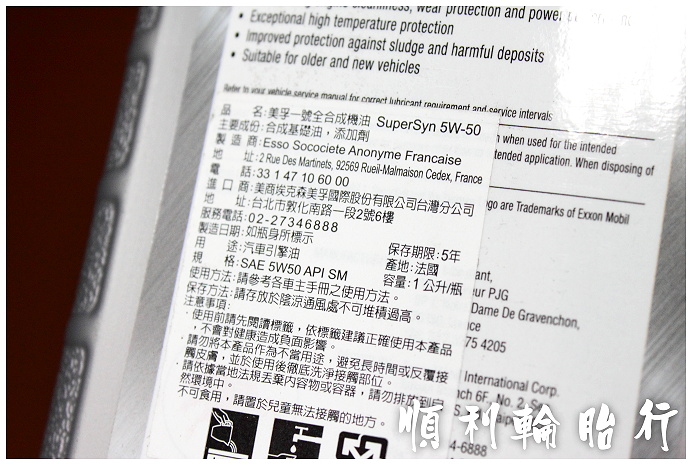 cleanliness, wear protection and power
• Exceptional high temperature protection
• Improved protection against sludge and harmful deposits
• Suitable for older and new vehicles
Refer to your vehicle service manual for correct lubricant requirement and service intervals
品 名:美孚一號全合成機油 SuperSyn 5W-50
主要成份:合成基礎油,添加劑
製 造 商:Esso Socociete Anonyme Francaise
地 址:2 Rue Des Martinets, 92569 Rueil-Malmaison Cedex, France
電 話:33 1 47 10 60 00
進 口 商:美商埃克森美孚國際股份有限公司台灣分公司
地 址:台北市敦化南路一段2號6樓
服務電話:02-27346888
製造日期:如瓶身所標示 保存期限:5年
用 途:汽車引擎油 產地:法國
規 格:SAE 5W50 API SM 容量:1公升/瓶
使用方法:請參考各車主手冊之使用方法。
保存方法:請存放於陰涼通風處不可堆積過高。
注意事項:
·使用前請先閱讀標籤,依標籤建議正確使用本產品
,不會對健康造成負面影響。
·請勿將本產品作為不當用途,避免長時間或反覆接
觸皮膚,並於使用後徹底洗淨接觸部位。
·請依據當地法規丟棄內容物或容器,請勿排放到自
然環境中。
·不可食用,請置於兒童無法接觸的地方。
when used for the intended
tended application. When disposing of
ogo are Trademarks of Exxon Mobil
eur PJG
Dame De Gravenchon,
75 4205
International Corp.
4-6888
順利輪胎行